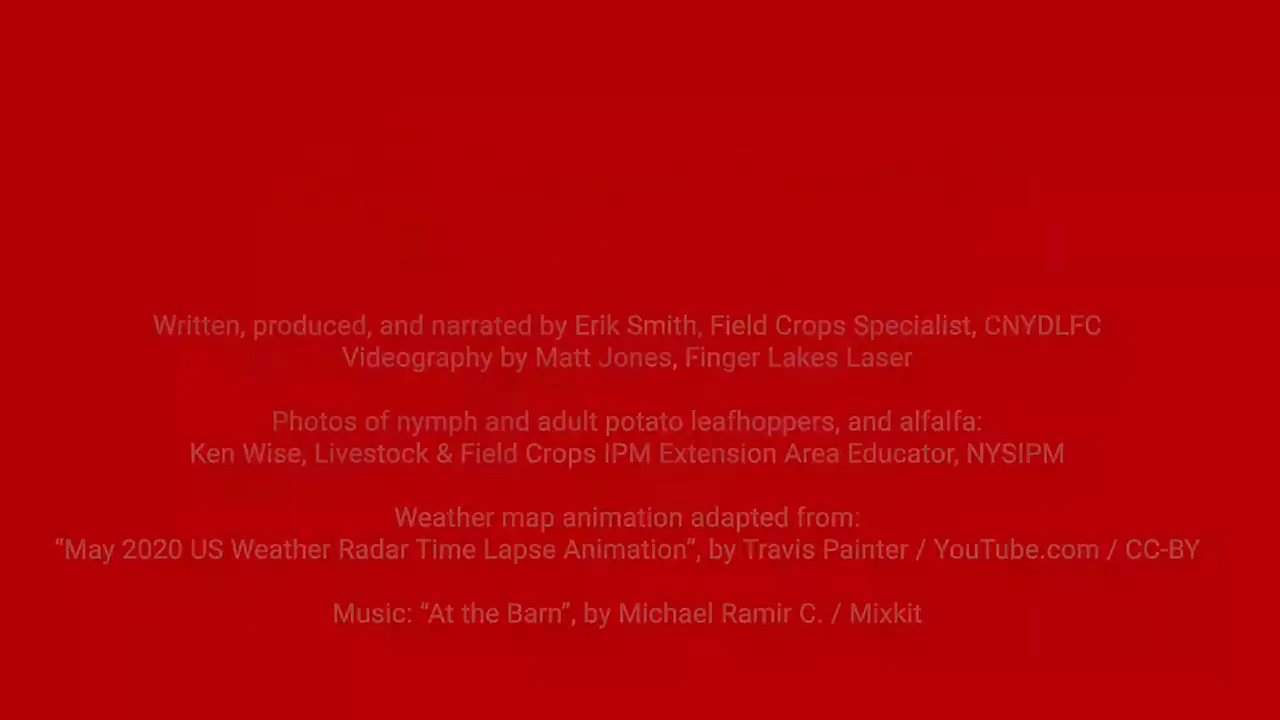 Written, produced, and narrated by Erik Smith, Field Crops Specialist, CNYDLFC
Videography by Matt Jones, Finger Lakes Laser
Photos of nymph and adult potato leafhoppers, and alfalfa:
Ken Wise, Livestock & Field Crops IPM Extension Area Educator, NYSIPM
Weather map animation adapted from:
“May 2020 US Weather Radar Time Lapse Animation”, by Travis Painter / YouTube.com / CC-BY
Music: “At the Barn”, by Michael Ramir C. / Mixkit